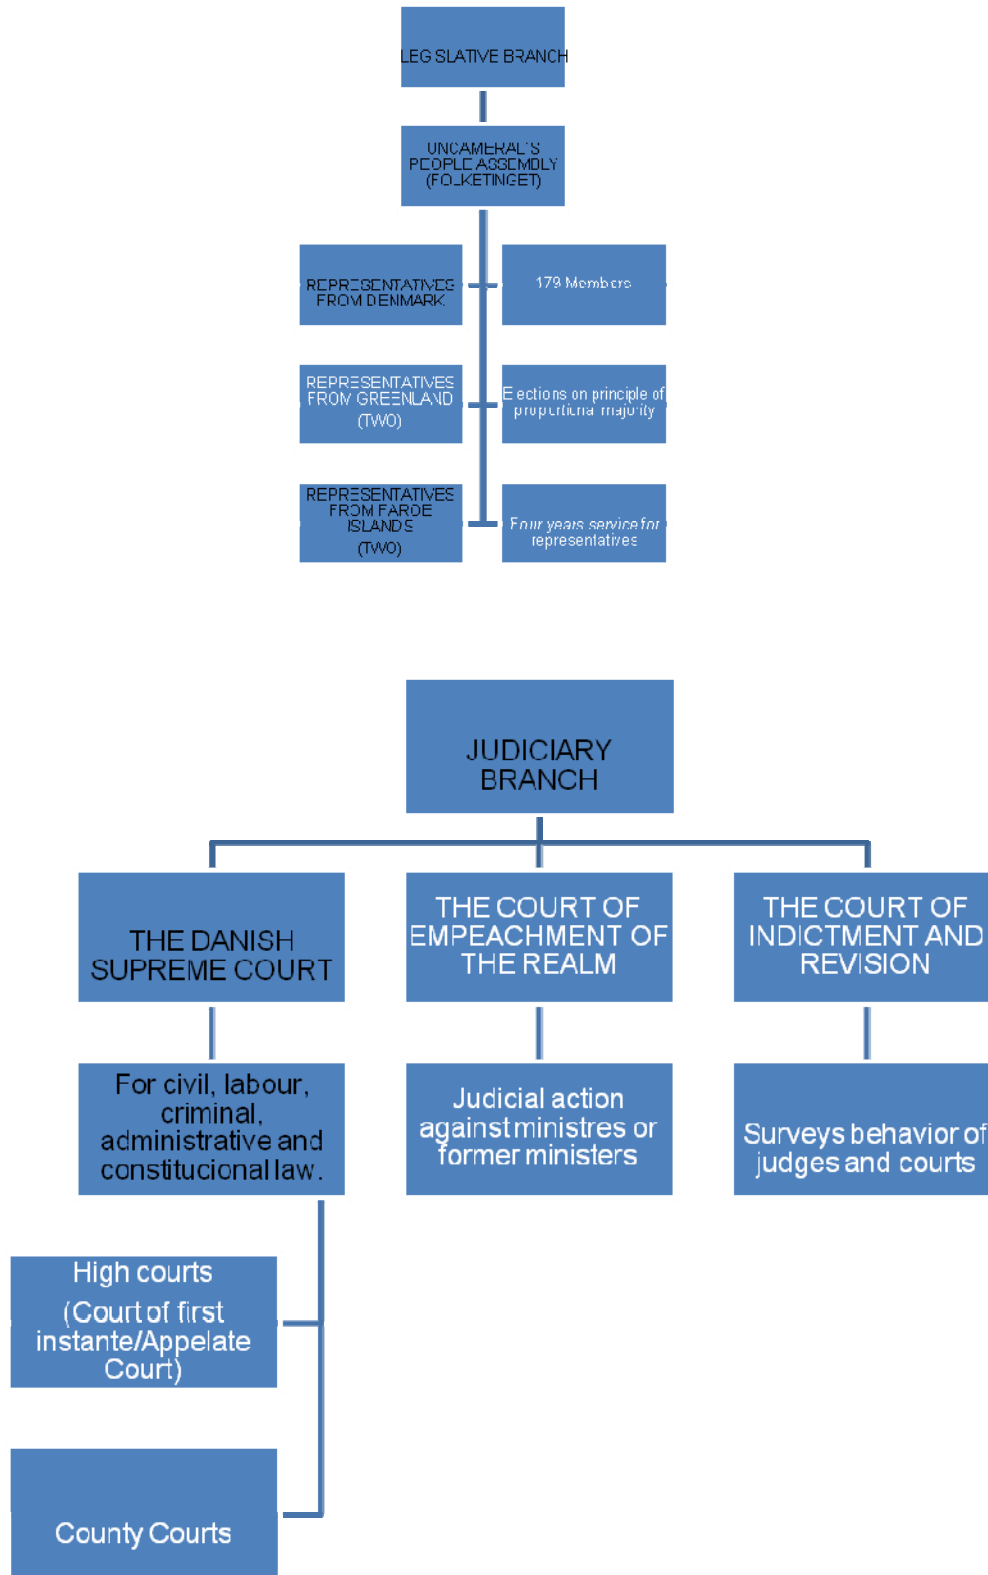 LEGISLATIVE BRANCH
UNCAMERAL'S
PEOPLE ASSEMBLY
(FOLKETINGET)
REPRESENTATIVES
FROM DENMARK
179 Members
REPRESENTATIVES
FROM GREENLAND
(TWO)
Elections on principle of
proportional majority
REPRESENTATIVES
FROM FAROE
ISLANDS
(TWO)
Four years service for
representatives
JUDICIARY
BRANCH
THE DANISH
SUPREME COURT
THE COURT OF
EMPEACHMENT OF
THE REALM
THE COURT OF
INDICTMENT AND
REVISION
For civil, labour,
criminal,
administrative and
constitucional law.
Judicial action
against ministres or
former ministers
Surveys behavior of
judges and courts
High courts
(Court of first
instante/Appelate
Court)
County Courts